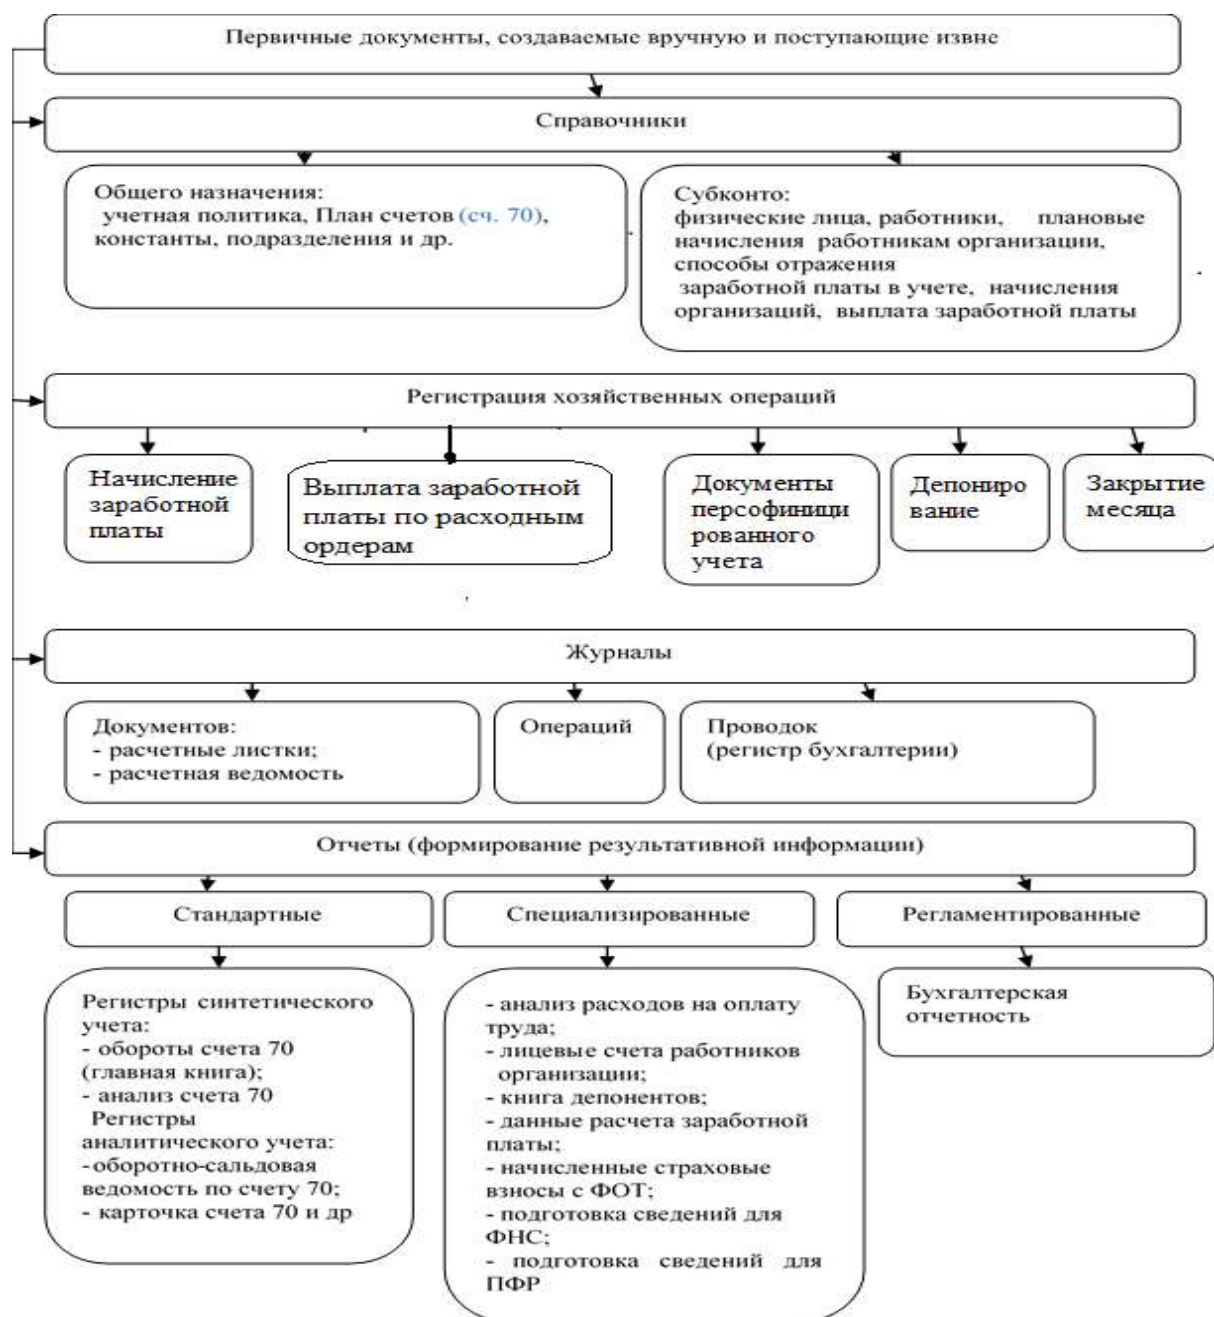 Первичные документы, создаваемые вручную и поступающие извне
Справочники
Общего назначения:
учетная политика, План счетов (сч. 70),
константы, подразделения и др.
Субконто:
физические лица, работники, плановые
начисления работникам организации,
способы отражения
заработной платы в учете, начисления
организаций, выплата заработной платы
Регистрация хозяйственных операций
Начисление
заработной
платы
Выплата заработной
платы по расходным
ордерам
Документы
персофиници
рованного
учета
Депониро
вание
Закрытие
месяца
Журналы
Документов:
- расчетные листки;
- расчетная ведомость
Операций
Проводок
(регистр бухгалтерии)
Отчеты (формирование результативной информации)
Стандартные
Специализированные
Регламентированные
Регистры синтетического
учета:
- обороты счета 70
(главная книга);
- анализ счета 70
Регистры
аналитического учета:
-оборотно-сальдовая
ведомость по счету 70;
- карточка счета 70 и др
- анализ расходов на оплату
труда;
- лицевые счета работников
организации;
- книга депонентов;
- данные расчета заработной
платы;
- начисленные страховые
взносы с ФОТ;
- подготовка сведений для
ФНС;
- подготовка сведений для
ПФР
Бухгалтерская
отчетность